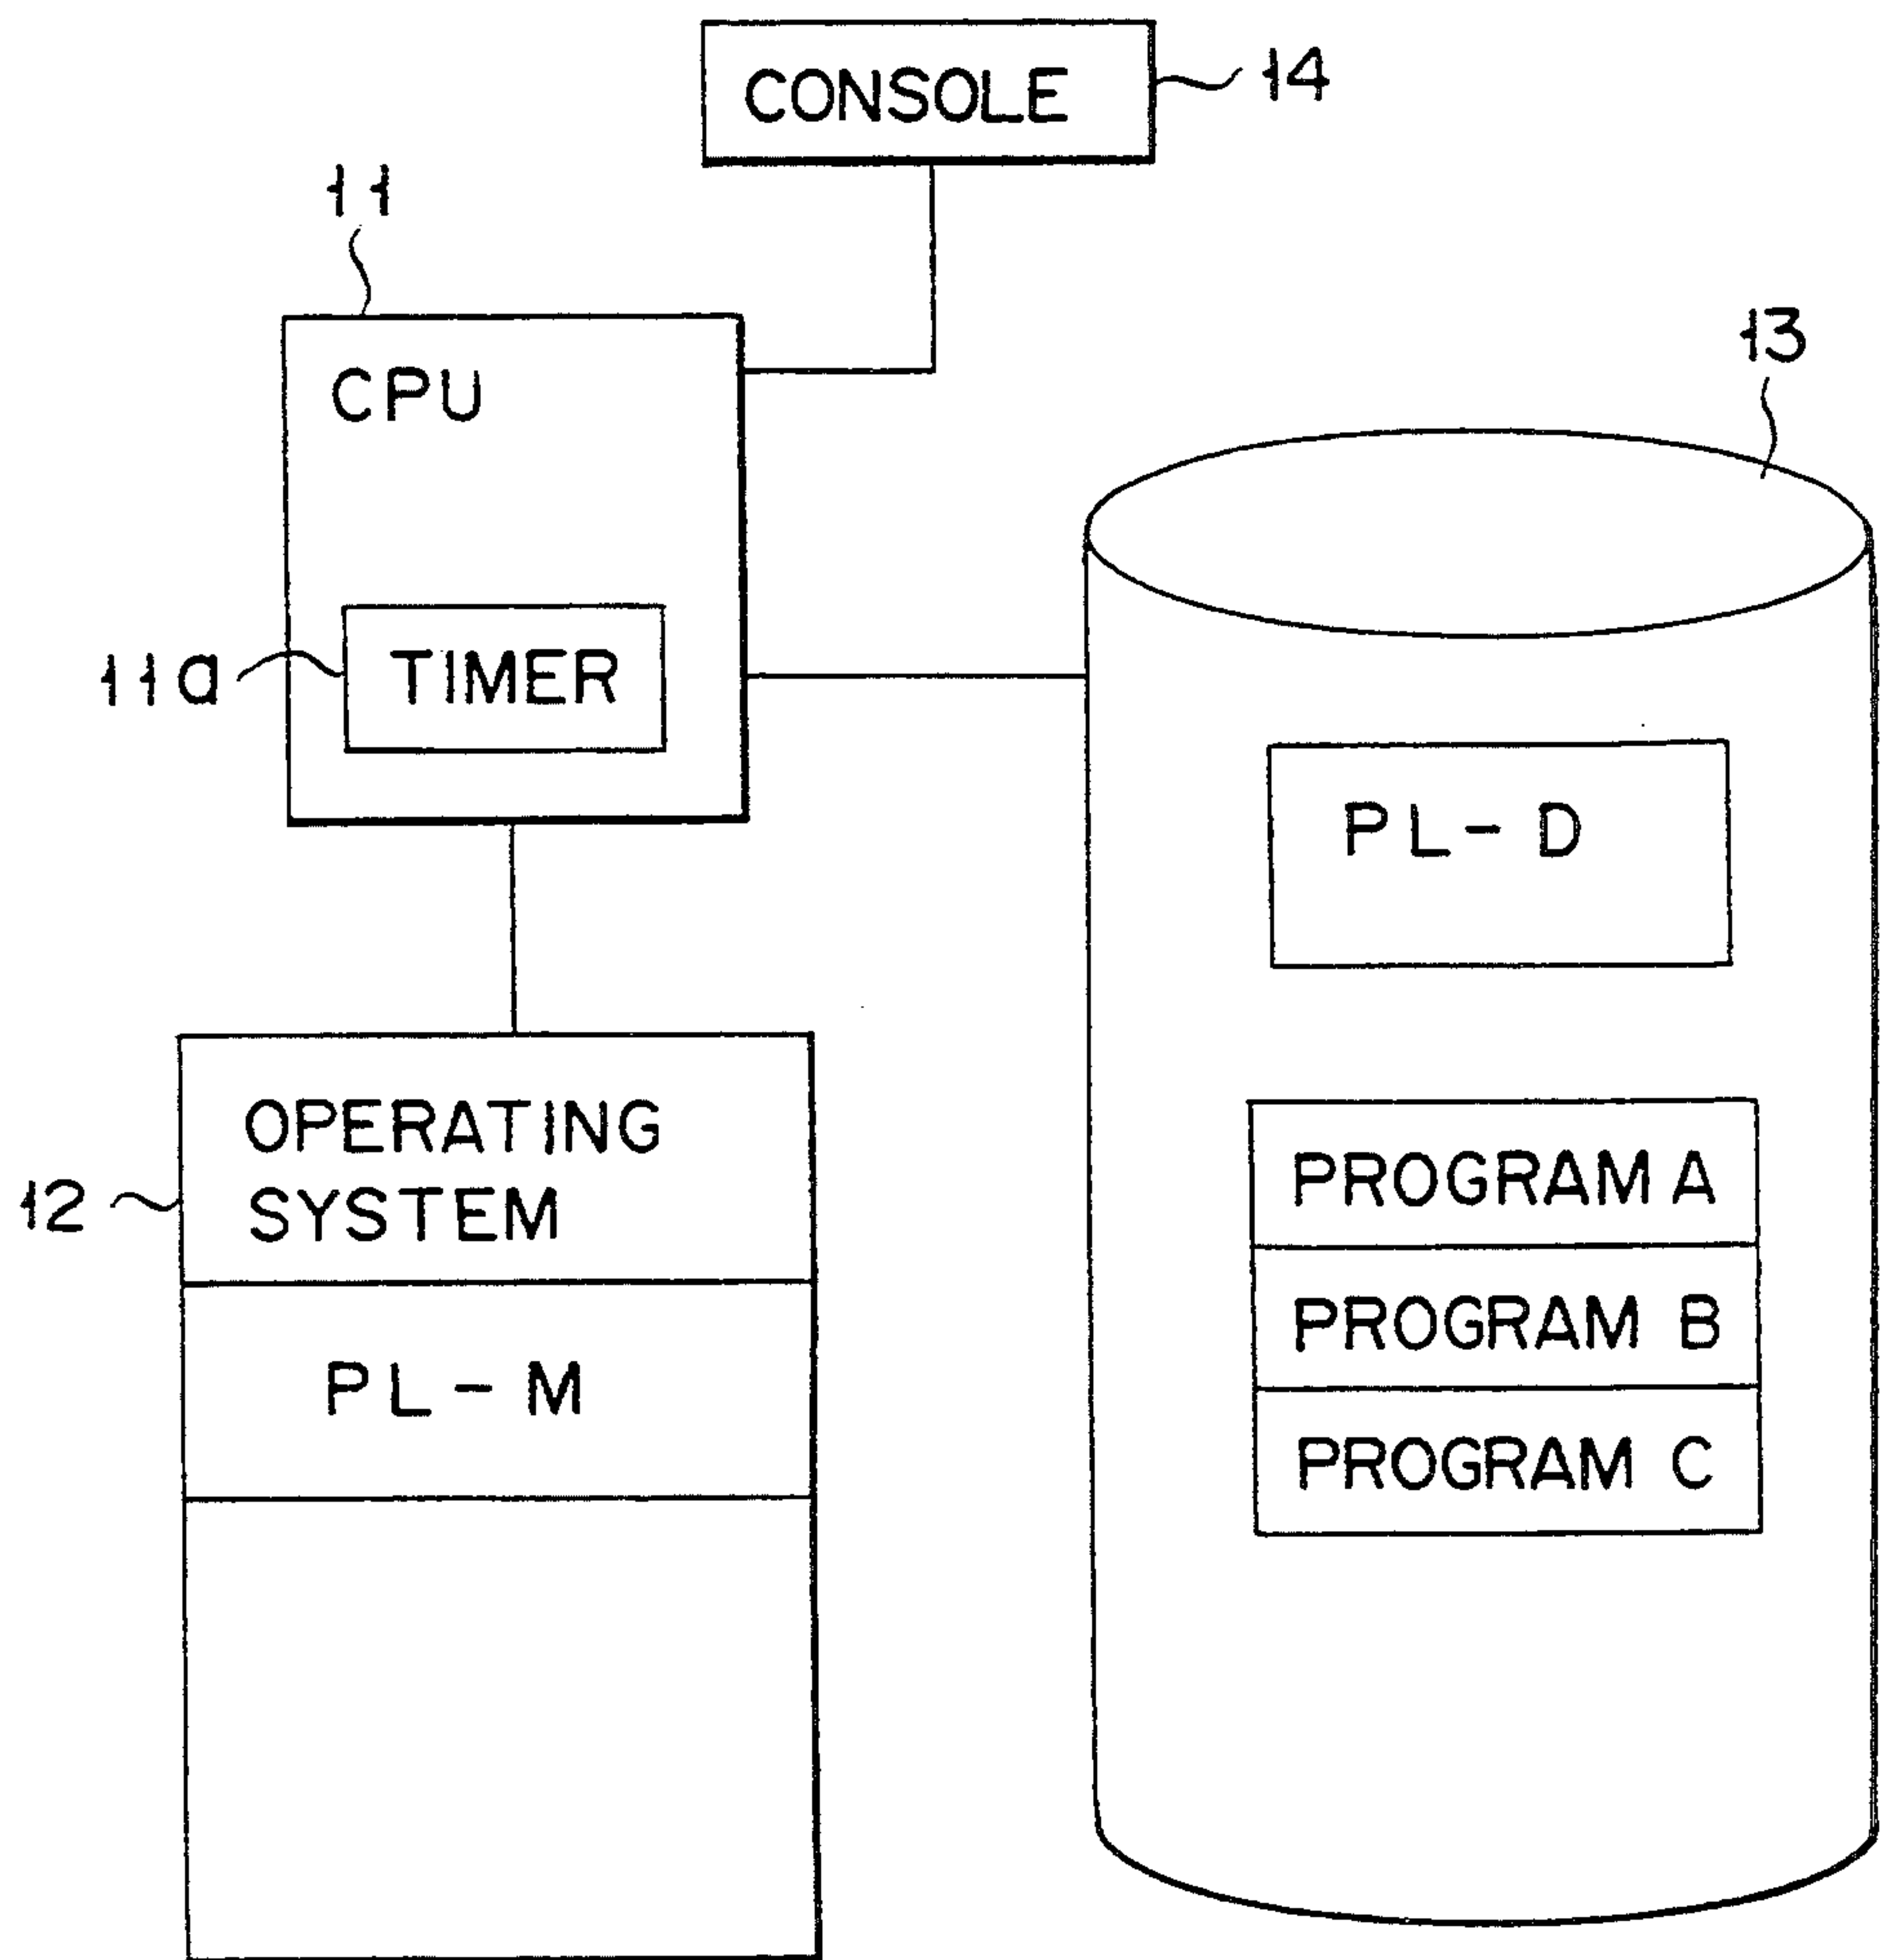 CONSOLE
14
11
CPU
13
11a
TIMER
PL-D
OPERATING
SYSTEM
12
PL-M
PROGRAM A
PROGRAM B
PROGRAM C